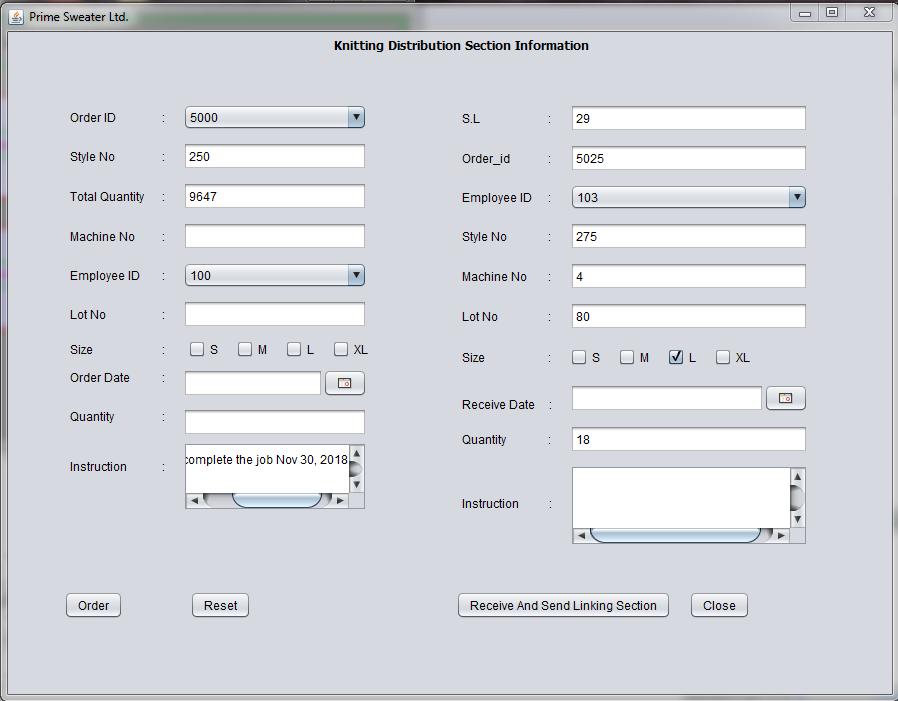 Prime Sweater Ltd.
Knitting Distribution Section Information
Order ID : 5000
Style No : 250
Total Quantity : 9647
Machine No :
Employee ID : 100
Lot No :
Size : S M L XL
Order Date :
Quantity :
Instruction : complete the job Nov 30, 2018
Order Reset
S.L : 29
Order_id : 5025
Employee ID : 103
Style No : 275
Machine No : 4
Lot No : 80
Size : S M L XL
Receive Date :
Quantity : 18
Instruction :
Receive And Send Linking Section Close